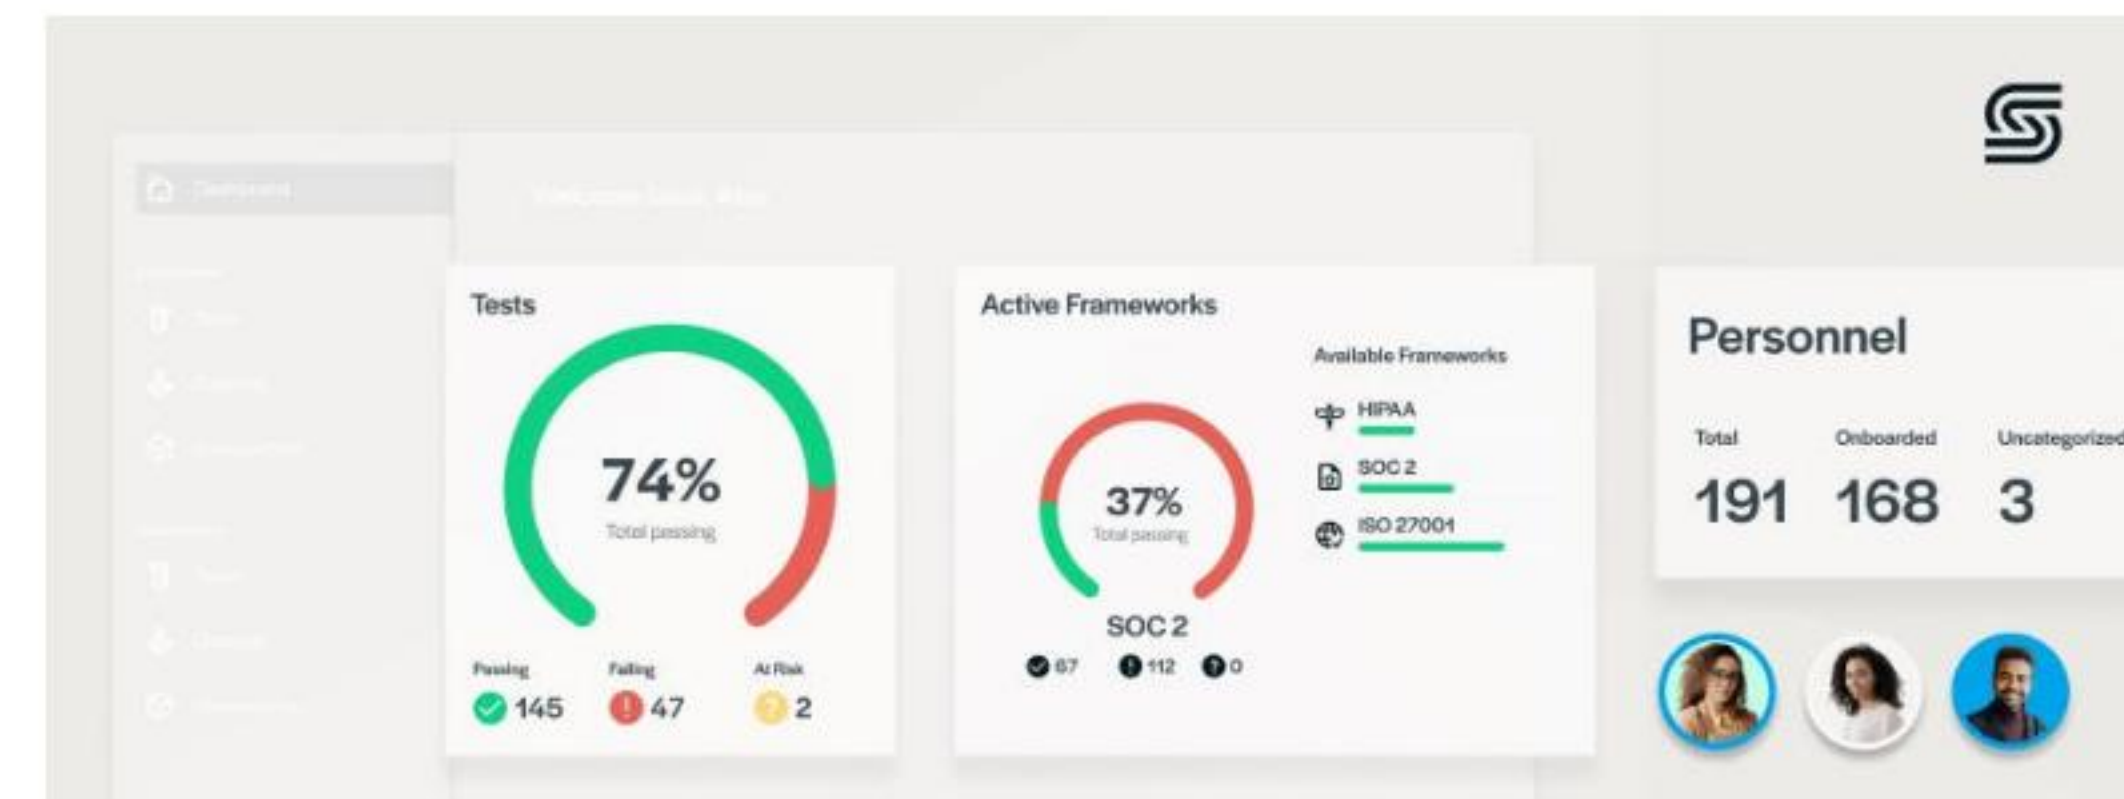 Dashboard
Tests
74%
Total passing
Passing
Failing
At Risk
145
47
2
Active Frameworks
37%
Total passing
SOC 2
67
112
0
Available Frameworks
HIPAA
SOC 2
ISO 27001
Personnel
Total
Onboarded
Uncategorized
191
168
3